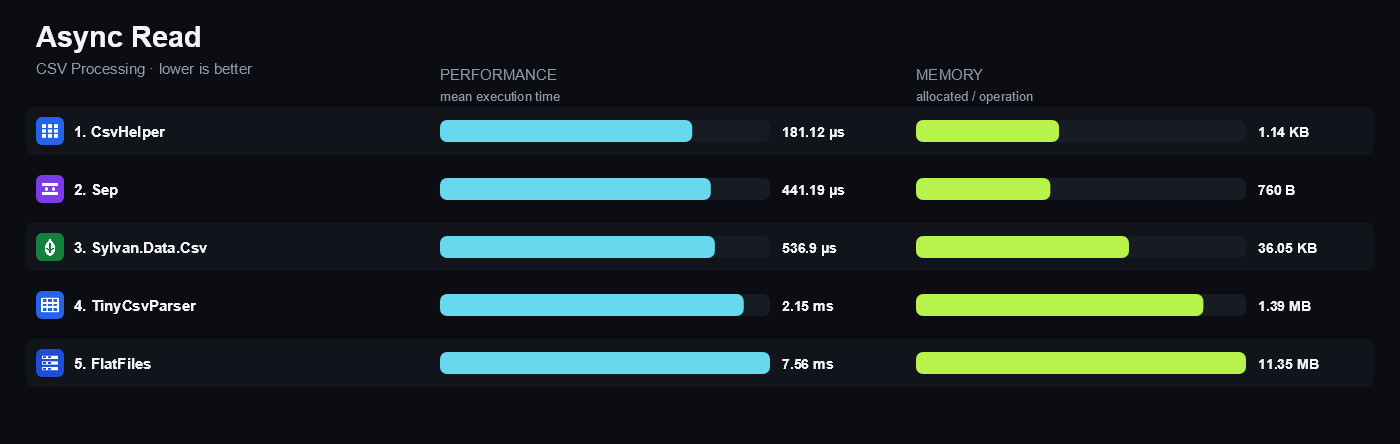 Async Read
CSV Processing · lower is better
PERFORMANCE
mean execution time
MEMORY
allocated / operation
1. CsvHelper 181.12 µs 1.14 KB
2. Sep 441.19 µs 760 B
3. Sylvan.Data.Csv 536.9 µs 36.05 KB
4. TinyCsvParser 2.15 ms 1.39 MB
5. FlatFiles 7.56 ms 11.35 MB